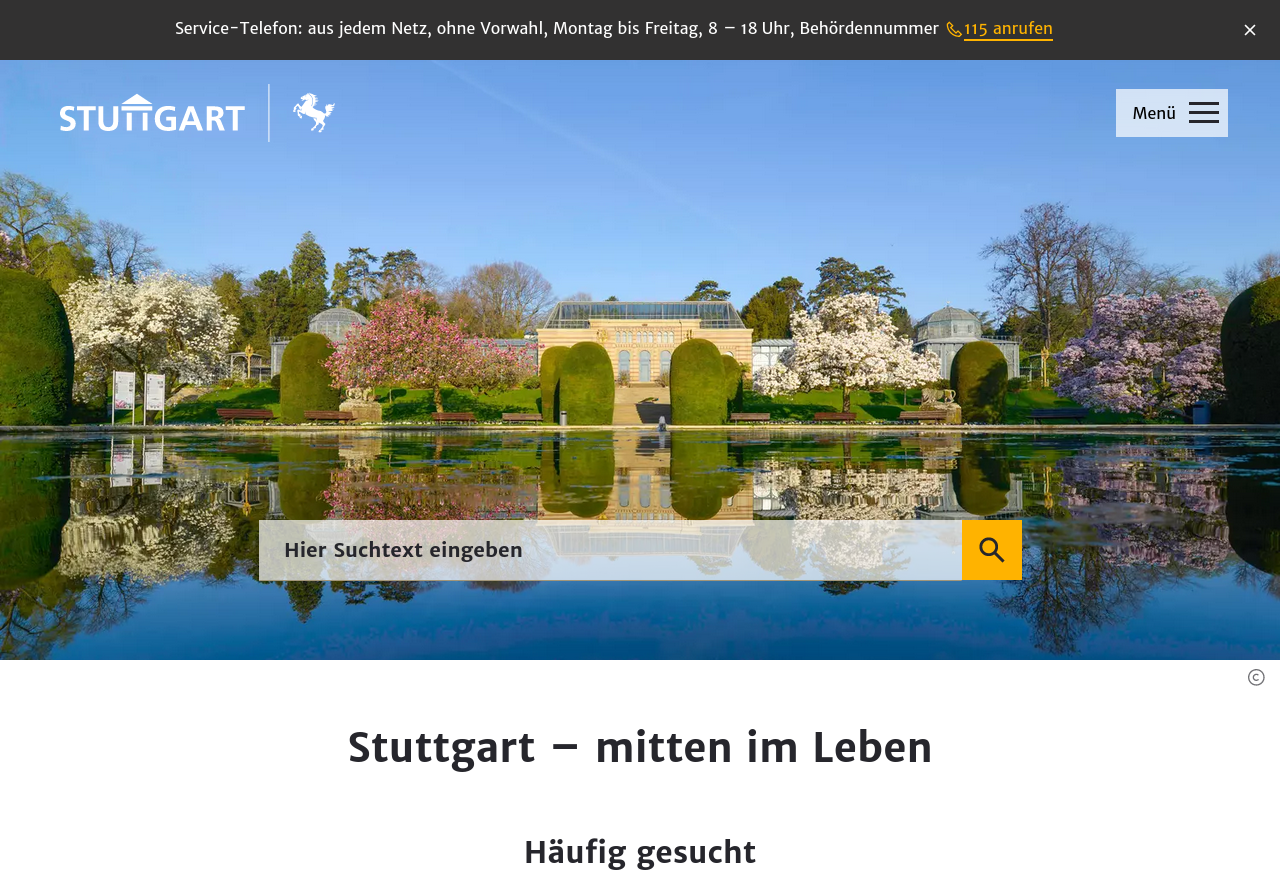 Service-Telefon: aus jedem Netz, ohne Vorwahl, Montag bis Freitag, 8 – 18 Uhr, Behördennummer 115 anrufen
STUTTGART
Menü
Hier Suchtext eingeben
©
Stuttgart – mitten im Leben
Häufig gesucht